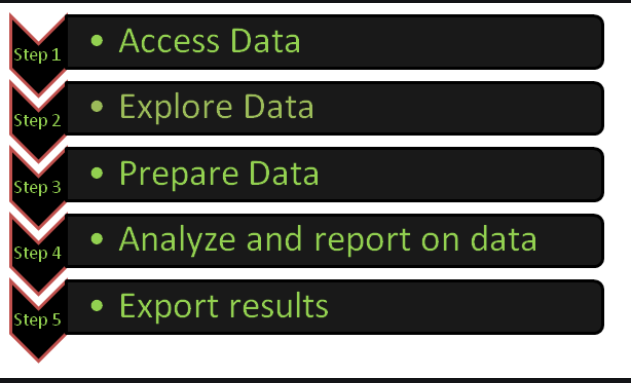 Step 1 • Access Data
Step 2 • Explore Data
Step 3 • Prepare Data
Step 4 • Analyze and report on data
Step 5 • Export results